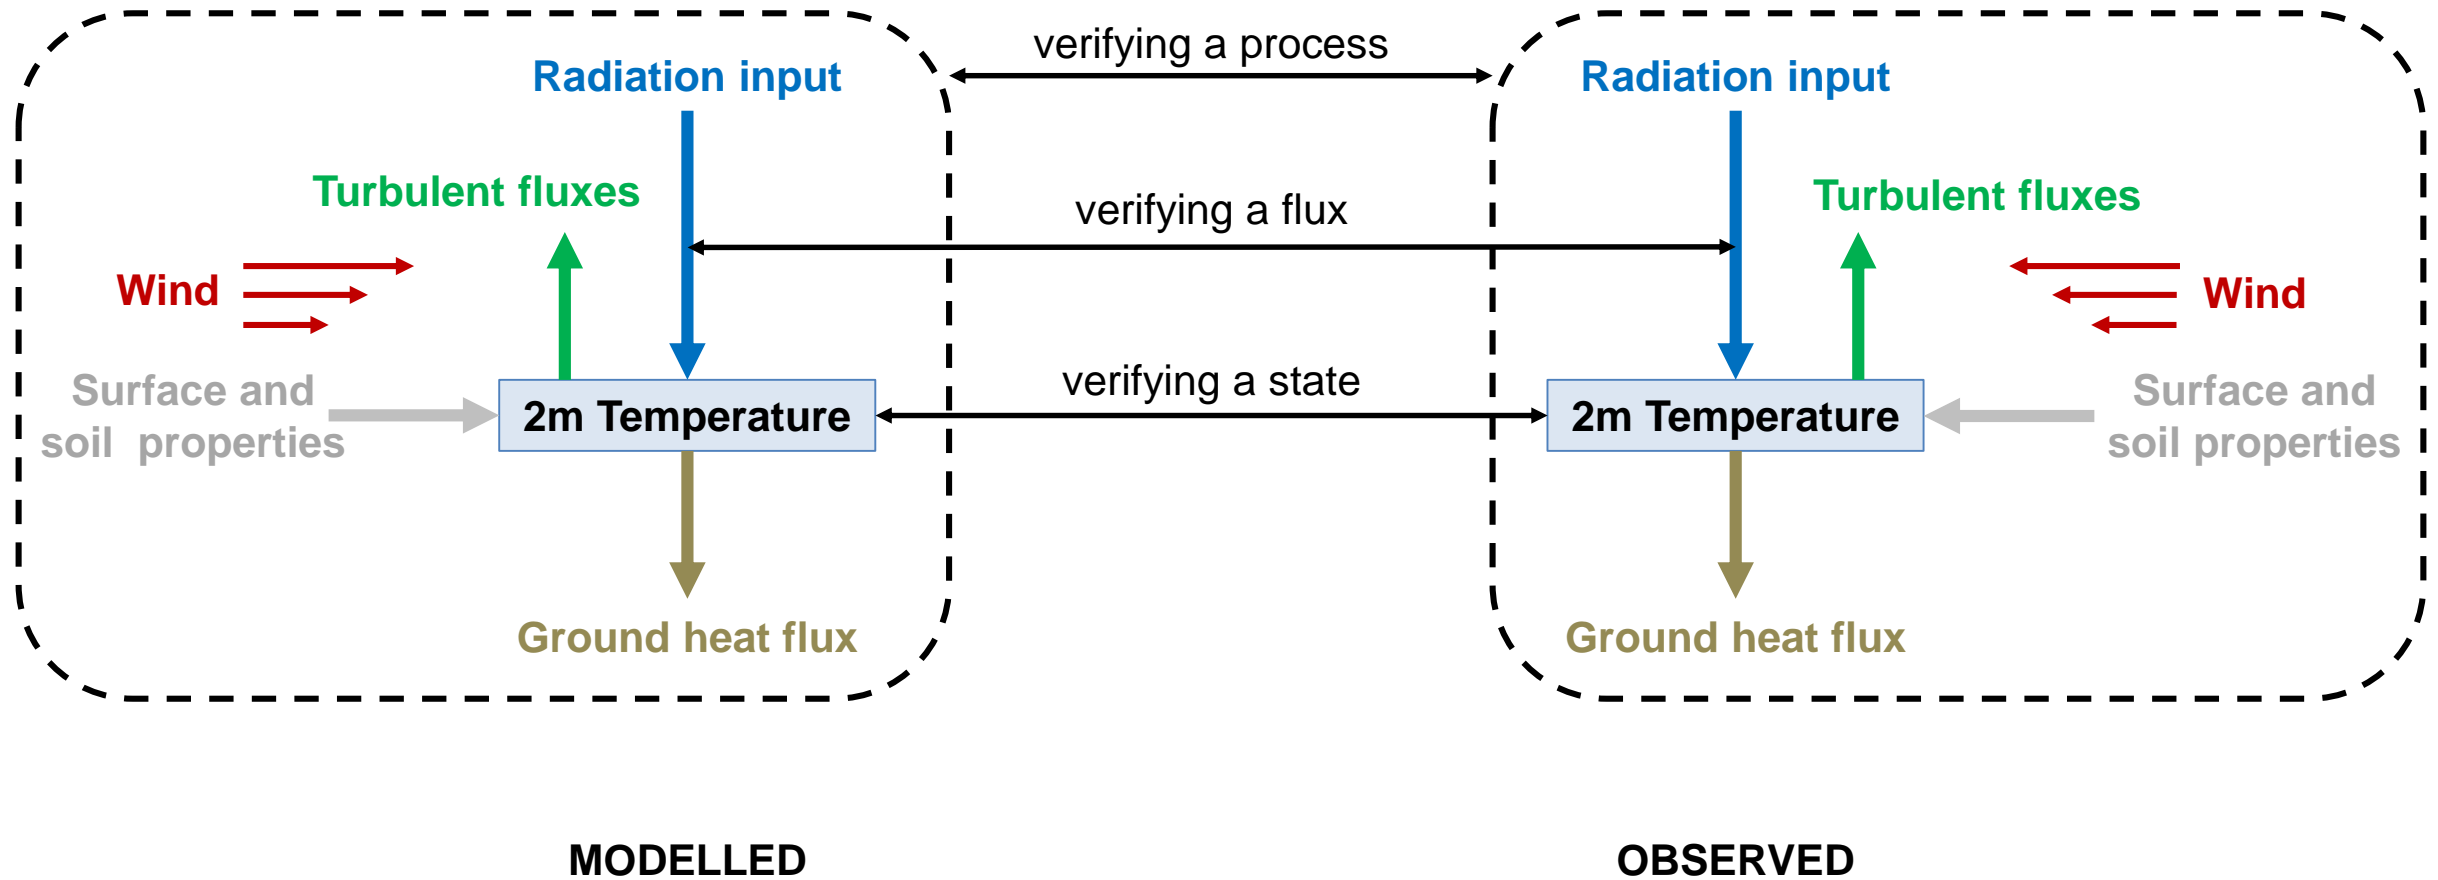 verifying a process
Radiation input
Radiation input
Turbulent fluxes
verifying a flux
Turbulent fluxes
Wind
Wind
verifying a state
Surface and
soil properties
2m Temperature
2m Temperature
Surface and
soil properties
Ground heat flux
Ground heat flux
MODELLED
OBSERVED